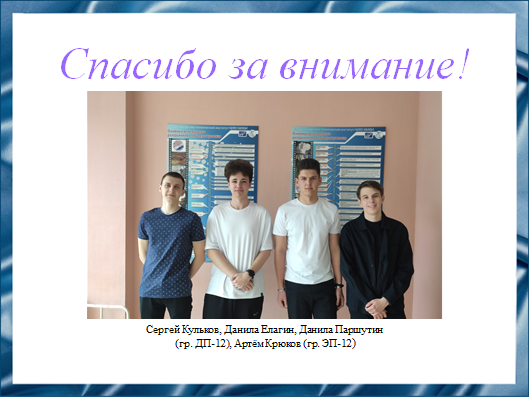 Спасибо за внимание!
Сергей Кульков, Данила Елагин, Данила Паршутин
(гр. ДП-12), Артём Крюков (гр. ЭП-12)